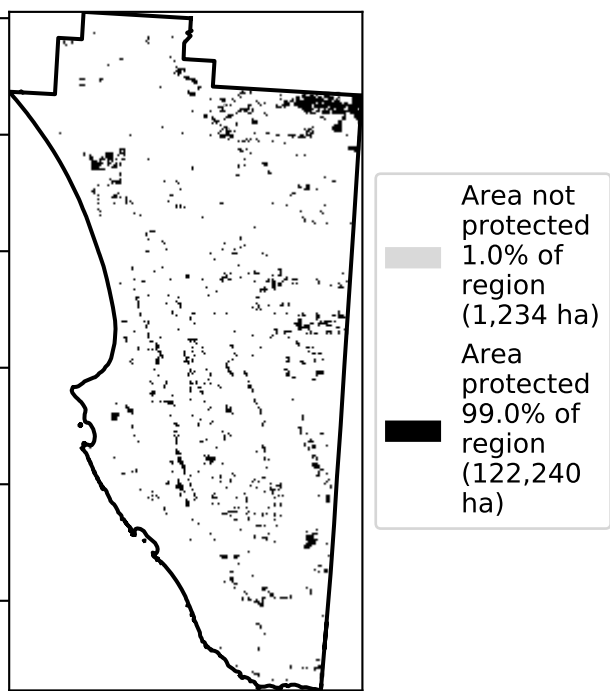 Area not
protected
1.0% of
region
(1,234 ha)
Area
protected
99.0% of
region
(122,240
ha)